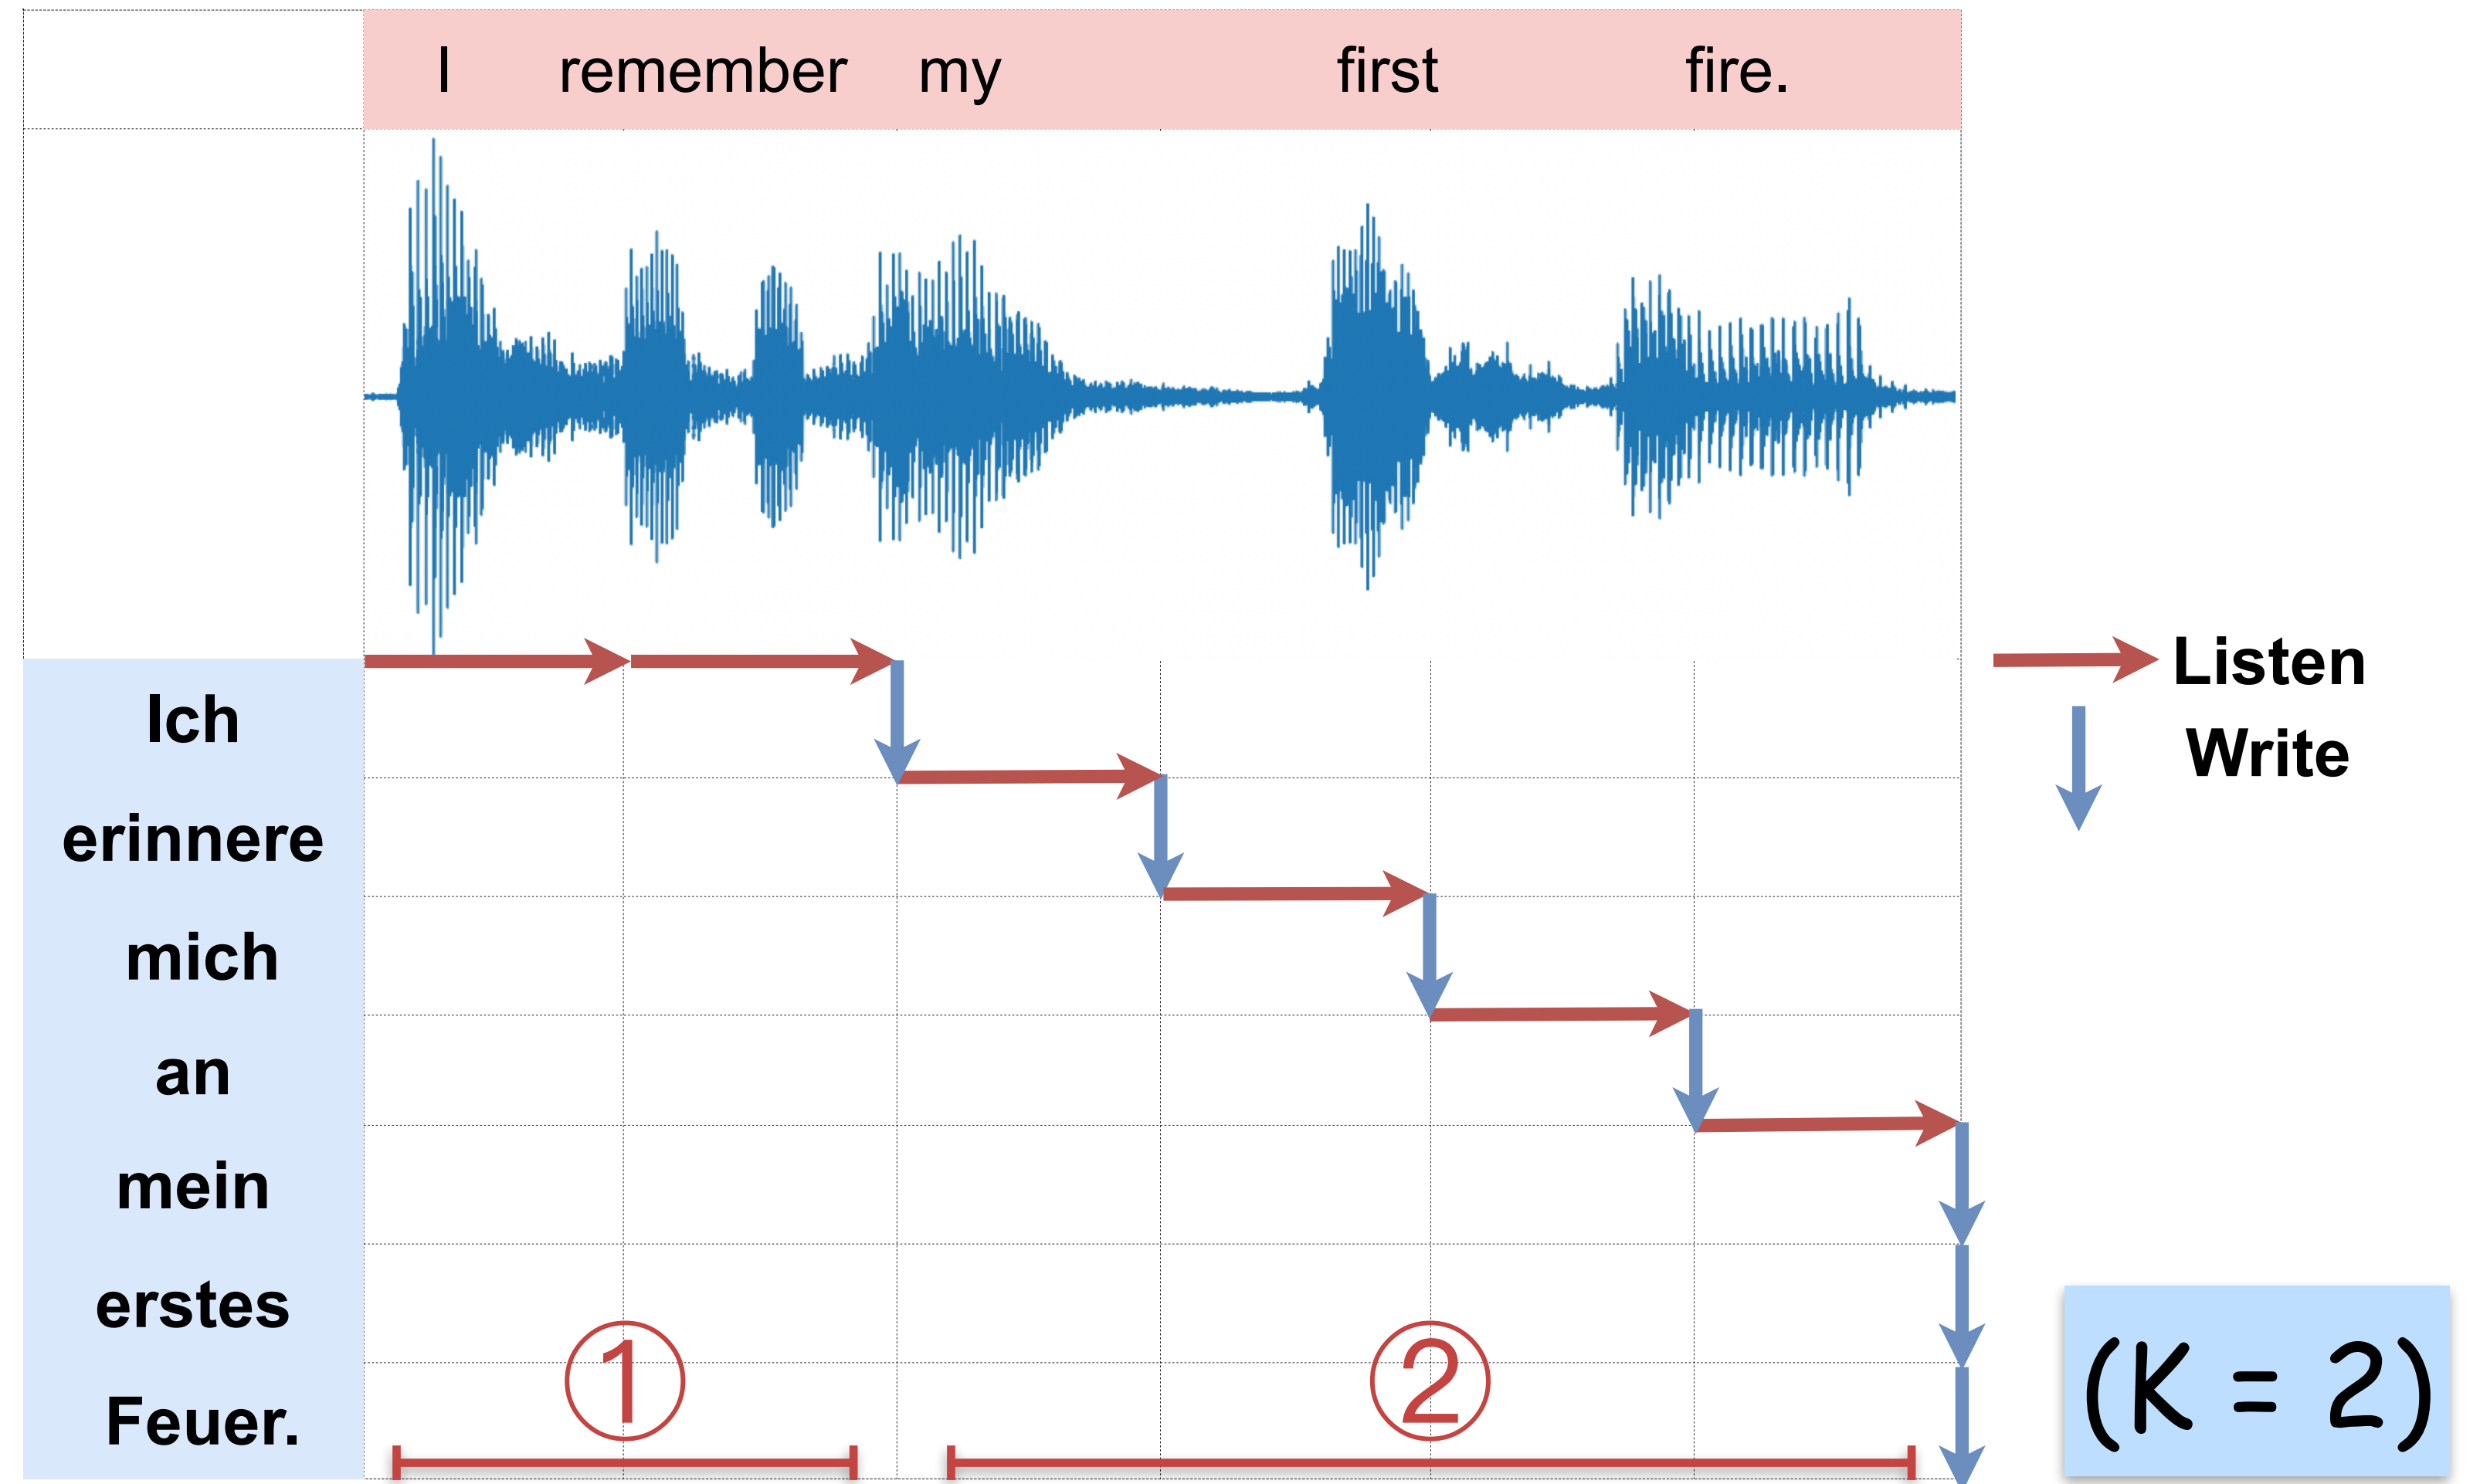 I remember my first fire.
Listen
Write
Ich
erinnere
mich
an
mein
erstes
Feuer.
1
2
(K = 2)